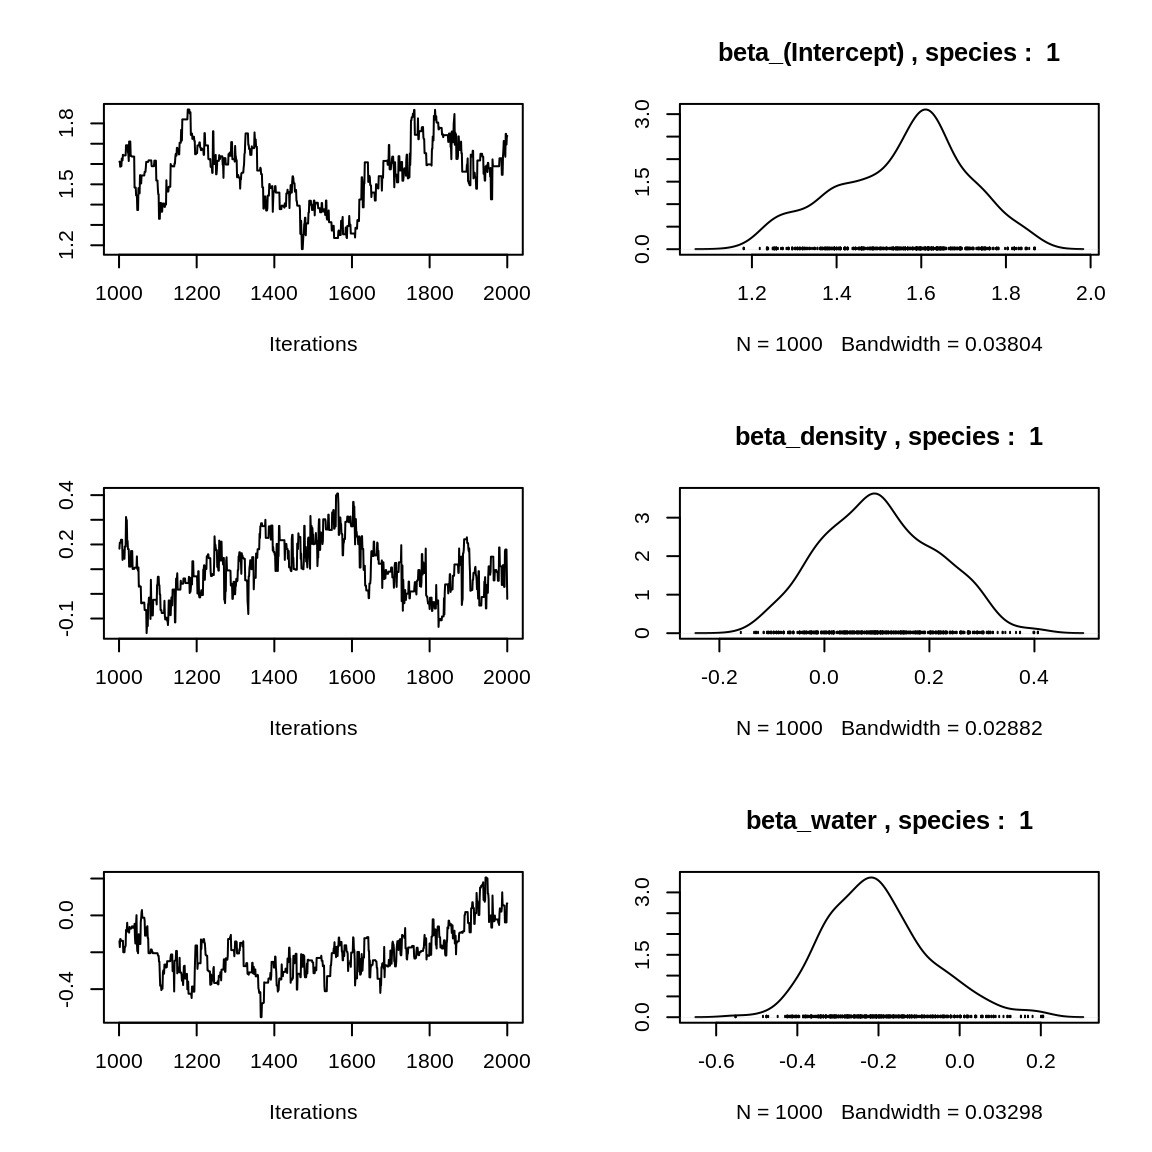 beta_(Intercept) , species :  1
1.2 1.5 1.8
1000 1200 1400 1600 1800 2000
Iterations
0.0 1.5 3.0
1.2 1.4 1.6 1.8 2.0
N = 1000   Bandwidth = 0.03804
beta_density , species :  1
-0.1 0.2 0.4
1000 1200 1400 1600 1800 2000
Iterations
0 1 2 3
-0.2 0.0 0.2 0.4
N = 1000   Bandwidth = 0.02882
beta_water , species :  1
-0.4 0.0
1000 1200 1400 1600 1800 2000
Iterations
0.0 1.5 3.0
-0.6 -0.4 -0.2 0.0 0.2
N = 1000   Bandwidth = 0.03298